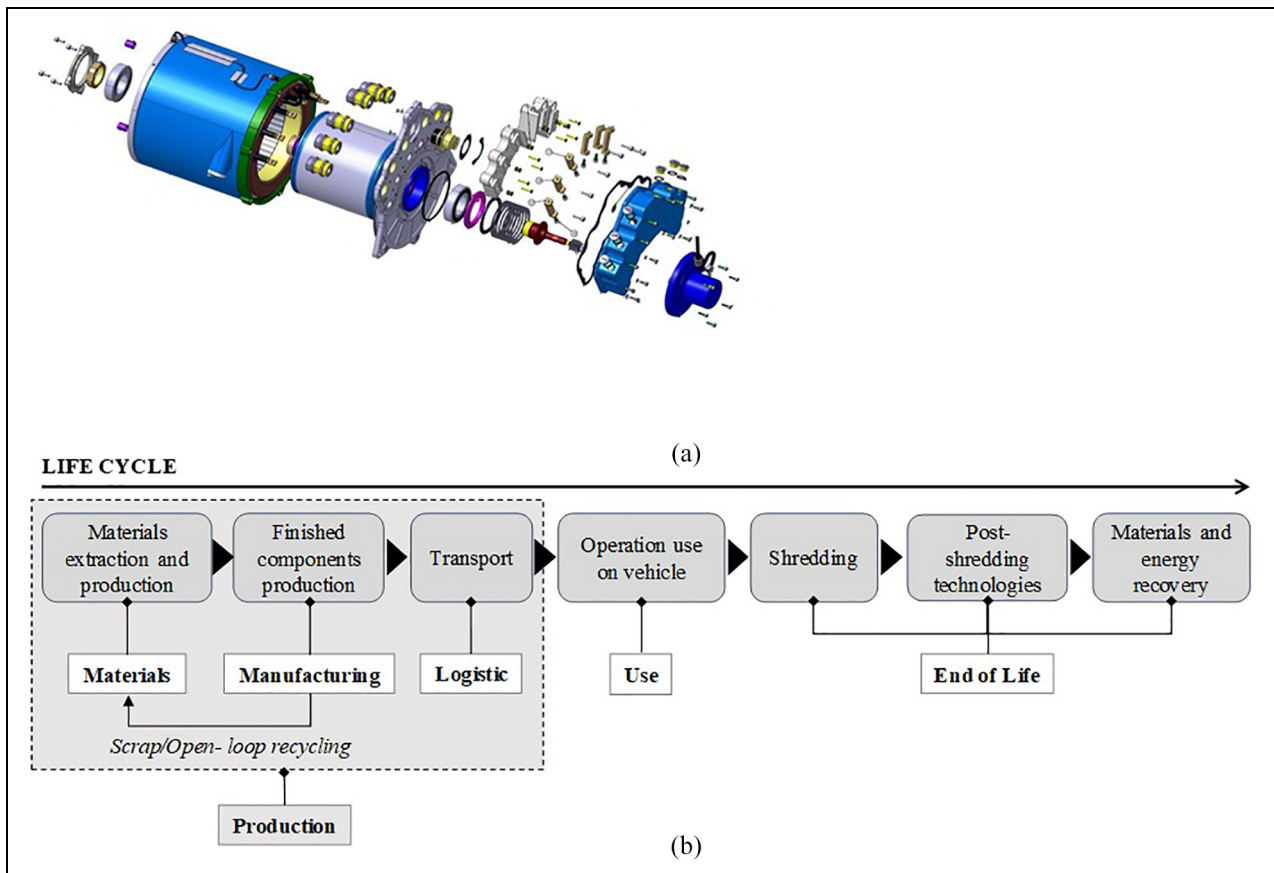 (a)
LIFE CYCLE
Materials
extraction and
production
Finished
components
production
Transport
Operation use
on vehicle
Shredding
Post-
shredding
technologies
Materials and
energy
recovery
Materials
Manufacturing
Logistic
Use
End of Life
Scrap/Open- loop recycling
Production
(b)